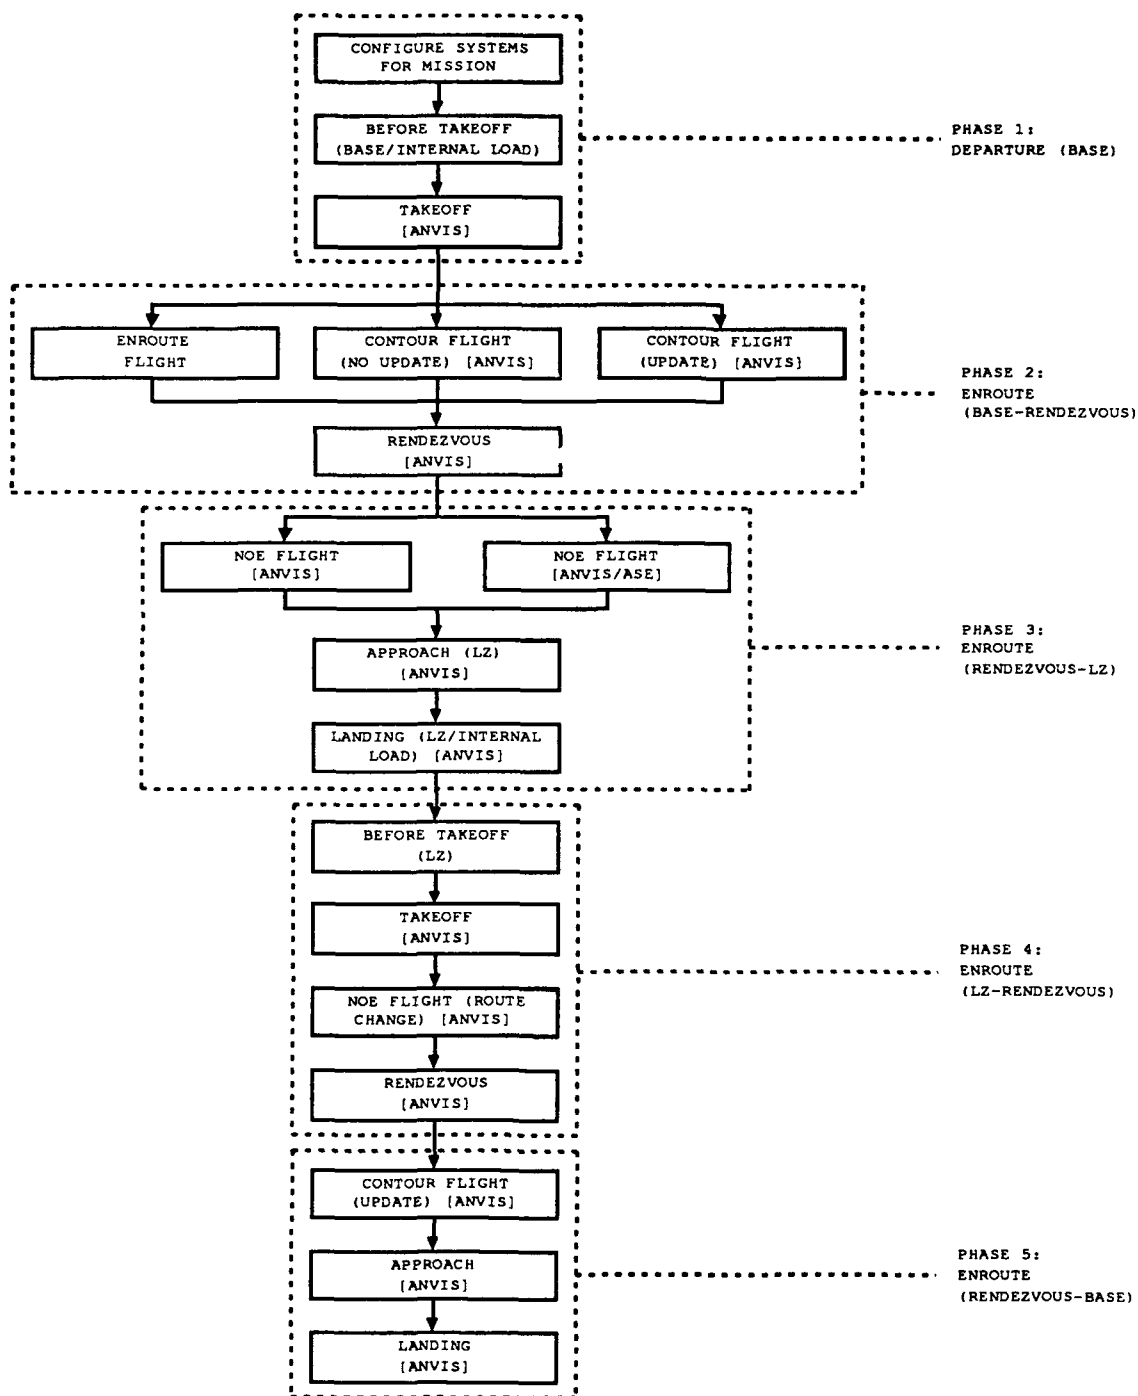 CONFIGURE SYSTEMS
FOR MISSION
BEFORE TAKEOFF
(BASE/INTERNAL LOAD)
TAKEOFF
[ANVIS]
PHASE 1:
DEPARTURE (BASE)
ENROUTE
FLIGHT
CONTOUR FLIGHT
(NO UPDATE) [ANVIS]
CONTOUR FLIGHT
(UPDATE) [ANVIS]
RENDEZVOUS
[ANVIS]
PHASE 2:
ENROUTE
(BASE-RENDEZVOUS)
NOE FLIGHT
[ANVIS]
NOE FLIGHT
[ANVIS/ASE]
APPROACH (LZ)
[ANVIS]
LANDING (LZ/INTERNAL
LOAD) [ANVIS]
PHASE 3:
ENROUTE
(RENDEZVOUS-LZ)
BEFORE TAKEOFF
(LZ)
TAKEOFF
[ANVIS]
NOE FLIGHT (ROUTE
CHANGE) [ANVIS]
RENDEZVOUS
[ANVIS]
PHASE 4:
ENROUTE
(LZ-RENDEZVOUS)
CONTOUR FLIGHT
(UPDATE) [ANVIS]
APPROACH
[ANVIS]
LANDING
[ANVIS]
PHASE 5:
ENROUTE
(RENDEZVOUS-BASE)